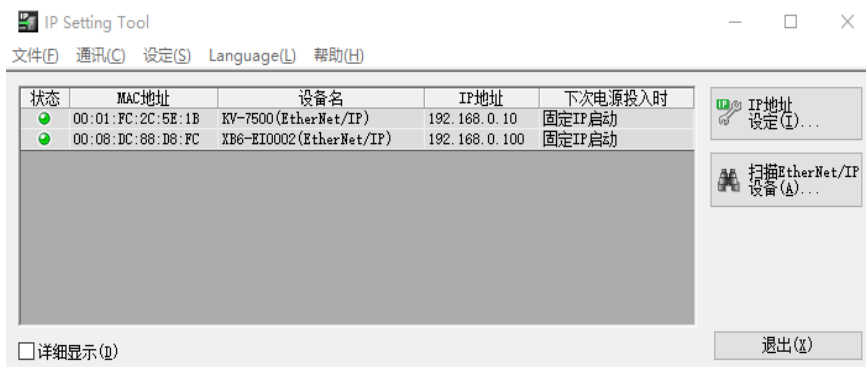 IP Setting Tool
文件(F) 通讯(C) 设定(S) Language(L) 帮助(H)
状态 MAC地址 设备名 IP地址 下次电源投入时
00:01:FC:2C:5E:1B KV-7500(EtherNet/IP) 192.168.0.10 固定IP启动
00:08:DC:88:D8:FC XB6-EI0002(EtherNet/IP) 192.168.0.100 固定IP启动
IP地址
设定(I)...
扫描EtherNet/IP
设备(A)...
详细显示(D)
退出(X)